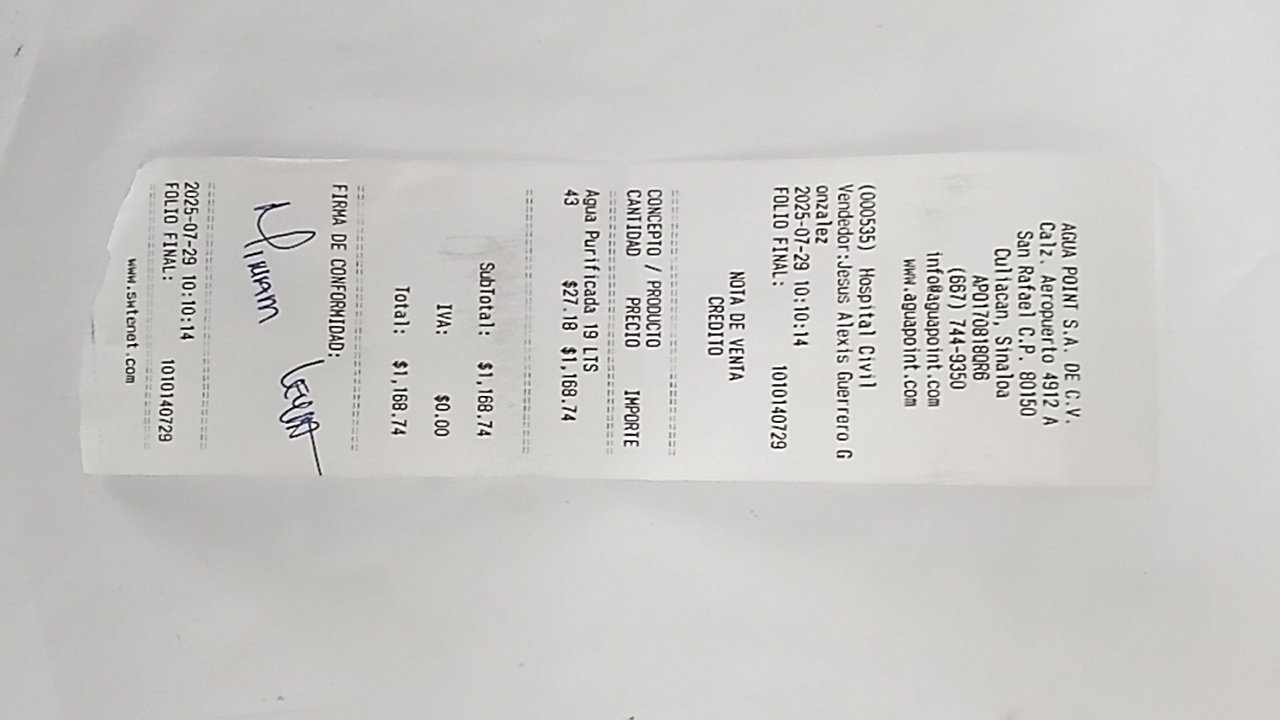 AGUA POINT S.A. DE C.V.
Calz. Aeropuerto 4912 A
San Rafael C.P. 80150
Culiacan, Sinaloa
APO170818QR6
(667) 744-9350
info@aguapoint.com
www.aguapoint.com
(000535) Hospital Civil
Vendedor:Jesus Alexis Guerrero G
onzalez
2025-07-29 10:10:14
FOLIO FINAL: 1010140729
NOTA DE VENTA
CREDITO
================================
CONCEPTO / PRODUCTO
CANTIDAD PRECIO IMPORTE
================================
Agua Purificada 19 LTS
43 $27.18 $1,168.74
================================
SubTotal: $1,168.74
IVA: $0.00
Total: $1,168.74
================================
FIRMA DE CONFORMIDAD:
Miriam
================================
2025-07-29 10:10:14
FOLIO FINAL: 1010140729
================================
www.swtenet.com